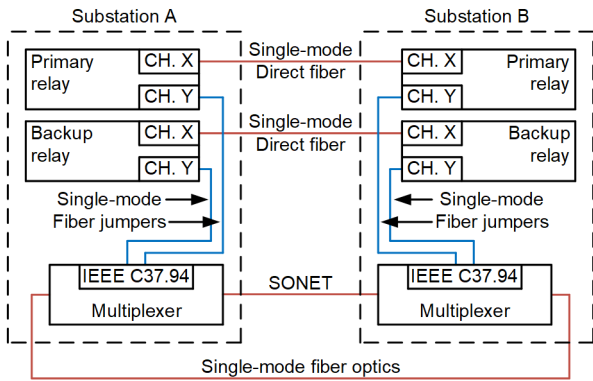 Substation A
Substation B
Primary
relay
CH. X
CH. Y
Single-mode
Direct fiber
CH. X
CH. Y
Primary
relay
Backup
relay
CH. X
CH. Y
Single-mode
Direct fiber
CH. X
CH. Y
Backup
relay
Single-mode
Fiber jumpers
Single-mode
Fiber jumpers
IEEE C37.94
Multiplexer
SONET
IEEE C37.94
Multiplexer
Single-mode fiber optics